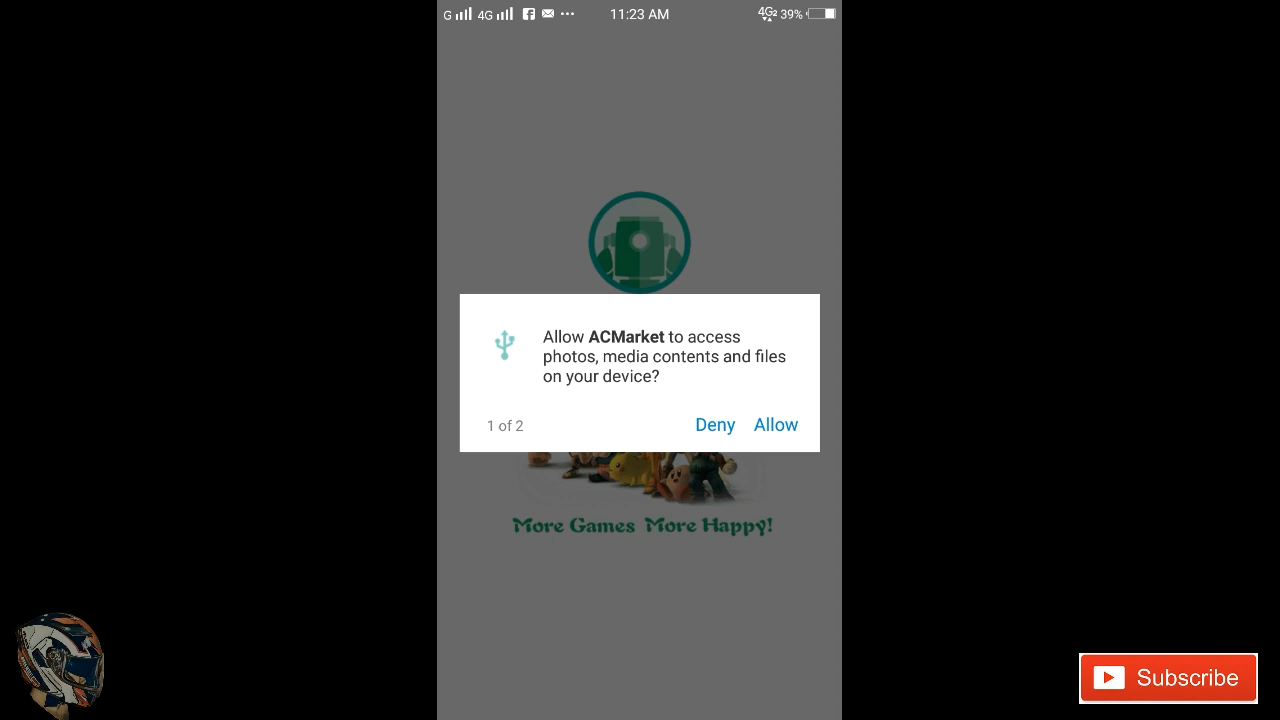 G 4G 11:23 AM 4G2 39%
Allow ACMarket to access
photos, media contents and files
on your device?
1 of 2 Deny Allow
More Games More Happy!
Subscribe